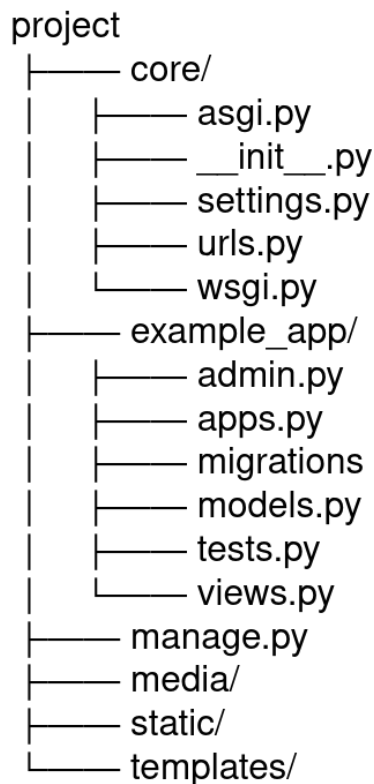 project
├─── core/
│   ├─── asgi.py
│   ├─── __init__.py
│   ├─── settings.py
│   ├─── urls.py
│   └─── wsgi.py
├─── example_app/
│   ├─── admin.py
│   ├─── apps.py
│   ├─── migrations
│   ├─── models.py
│   ├─── tests.py
│   └─── views.py
├─── manage.py
├─── media/
├─── static/
└─── templates/